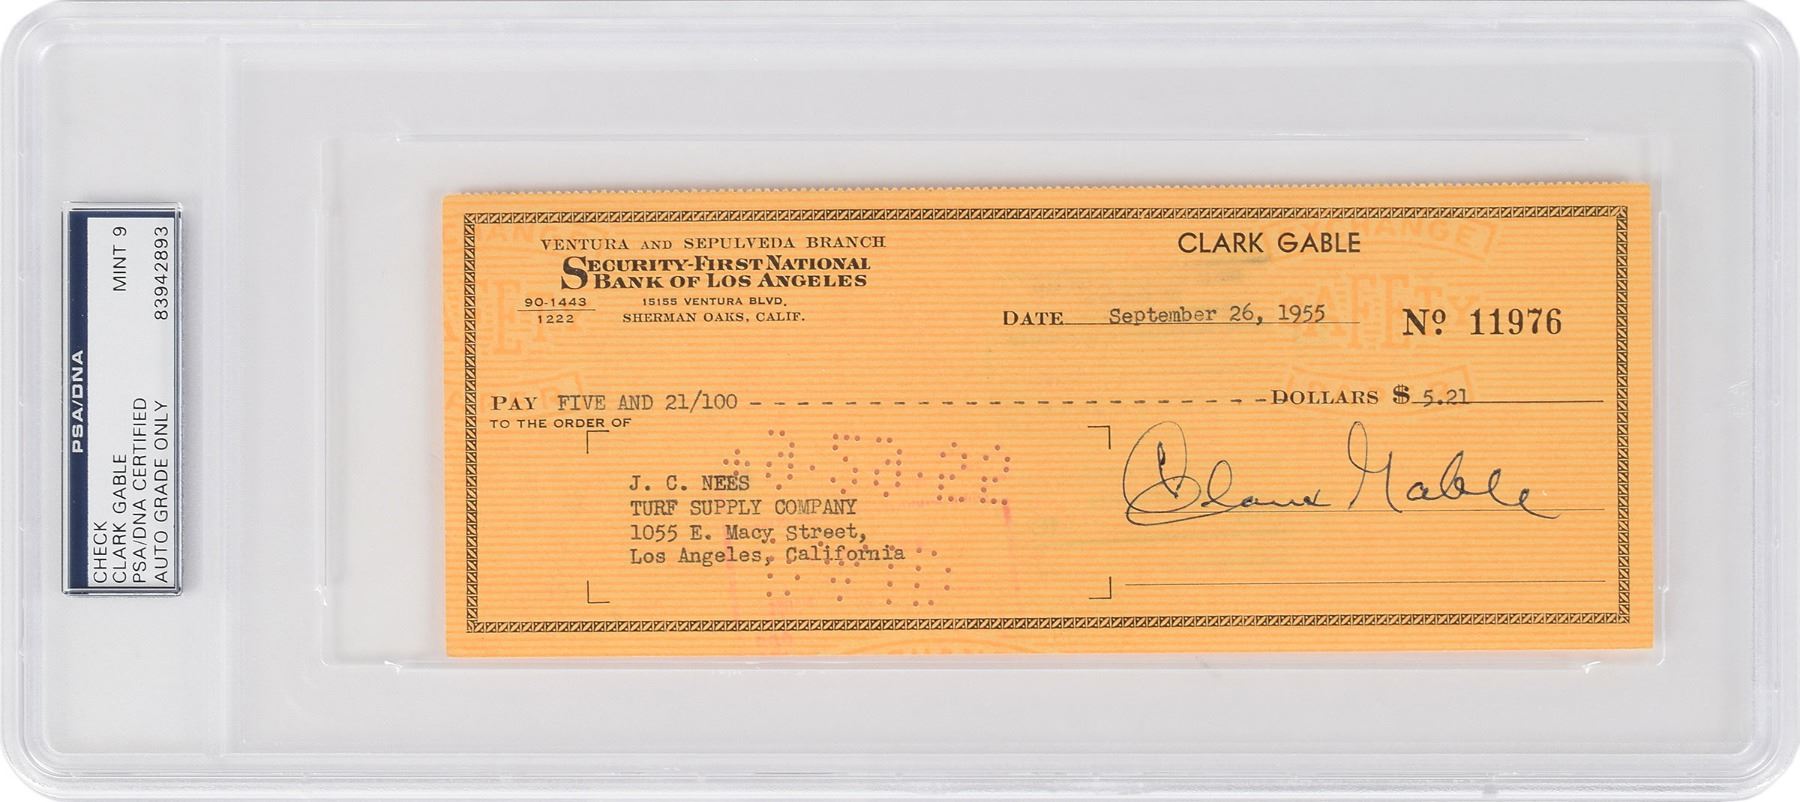 PSA/DNA
CHECK
CLARK GABLE
PSA/DNA CERTIFIED
AUTO GRADE ONLY
MINT 9
83942893
VENTURA AND SEPULVEDA BRANCH
SECURITY-FIRST NATIONAL
BANK OF LOS ANGELES
90-1443
1222
15155 VENTURA BLVD.
SHERMAN OAKS, CALIF.
CLARK GABLE
DATE September 26, 1955
Nº 11976
PAY FIVE AND 21/100 - - - - - - - - - - - - - - - - - - - - - - DOLLARS $ 5.21
TO THE ORDER OF
J. C. NEES
TURF SUPPLY COMPANY
1055 E. Macy Street,
Los Angeles, California
Clark Gable